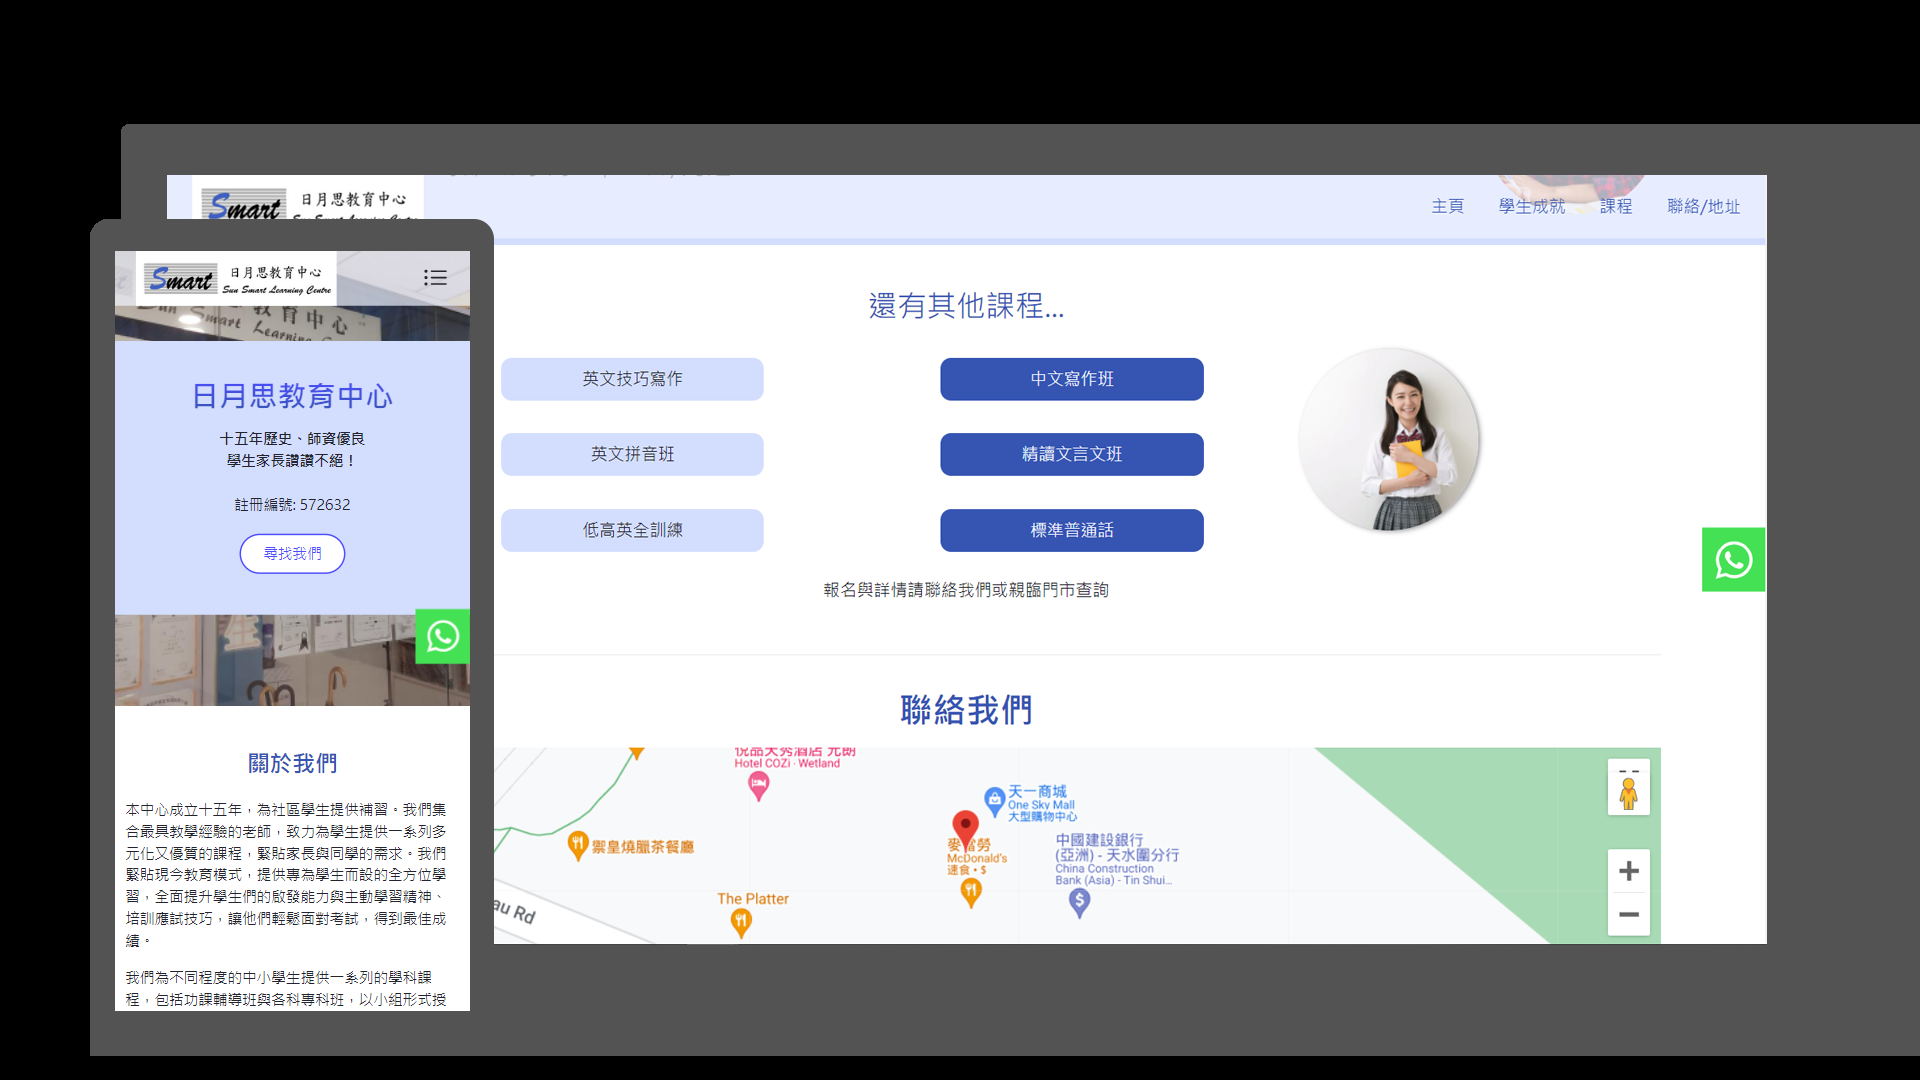 Smart
日月思教育中心
主頁
學生成就
課程
聯絡/地址
Smart
日月思教育中心
Sun Smart Learning Centre
教育中心
Sun Smart Learning
日月思教育中心
十五年歷史、師資優良
學生家長讚讚不絕！
註冊編號: 572632
尋找我們
關於我們
本中心成立十五年，為社區學生提供補習。我們集
合最具教學經驗的老師，致力為學生提供一系列多
元化又優質的課程，緊貼家長與同學的需求。我們
緊貼現今教育模式，提供專為學生而設的全方位學
習，全面提升學生們的啟發能力與主動學習精神、
培訓應試技巧，讓他們輕鬆面對考試，得到最佳成
績。
我們為不同程度的中小學生提供一系列的學科課
程，包括功課輔導班與各科專科班，以小組形式授
還有其他課程...
英文技巧寫作
中文寫作班
英文拼音班
精讀文言文班
低高英全訓練
標準普通話
報名與詳情請聯絡我們或親臨門市查詢
聯絡我們
悅品天秀酒店 元朗
Hotel COZi · Wetland
天一商城
One Sky Mall
大型購物中心
禦皇燒臘茶餐廳
麥當勞
McDonald's
速食 • $
中國建設銀行
(亞洲) - 天水圍分行
China Construction
Bank (Asia) - Tin Shui...
The Platter
au Rd